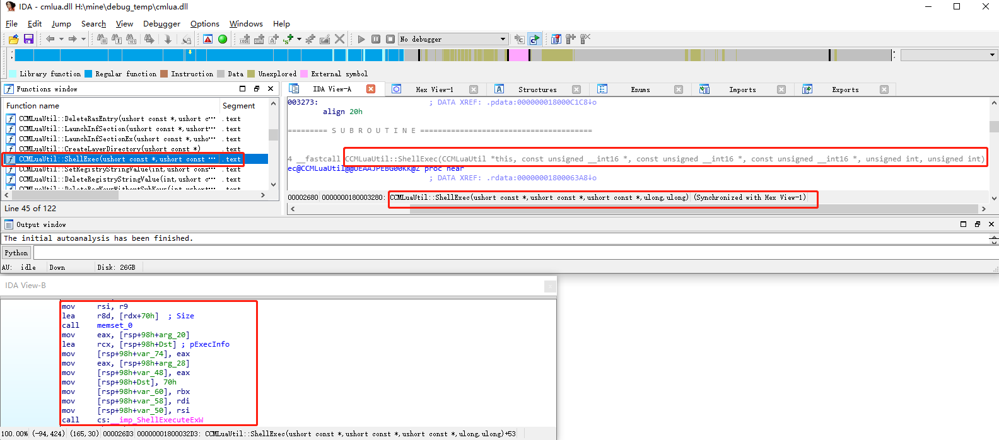 IDA - cmlua.dll H:\mine\debug_temp\cmlua.dll
File Edit Jump Search View Debugger Options Windows Help
No debugger
Library function Regular function Instruction Data Unexplored External symbol
Functions window
IDA View-A Hex View-1 Structures Enums Imports Exports
Function name Segment
CCMLuaUtil::DeleteRasEntry(ushort const *,ushort c… .text
CCMLuaUtil::LaunchInfSection(ushort const *,ushort… .text
CCMLuaUtil::LaunchInfSectionEx(ushort const *,usho… .text
CCMLuaUtil::CreateLayerDirectory(ushort const *) .text
CCMLuaUtil::ShellExec(ushort const *,ushort const … .text
CCMLuaUtil::SetRegistryStringValue(int,ushort cons… .text
CCMLuaUtil::DeleteRegistryStringValue(int,ushort c… .text
CCMLuaUtil::DeleteRegKeysWithoutSubKeys(int,ushort… .text
Line 45 of 122
003273: ; DATA XREF: .pdata:000000018000C1C8↓o
align 20h
========= S U B R O U T I N E =======================================
4 __fastcall CCMLuaUtil::ShellExec(CCMLuaUtil *this, const unsigned __int16 *, const unsigned __int16 *, const unsigned __int16 *, unsigned int, unsigned int)
ec@CCMLuaUtil@@UEAAJPEBG00KK@Z proc near
; DATA XREF: .rdata:00000001800063A8↓o
00002680 0000000180003280: CCMLuaUtil::ShellExec(ushort const *,ushort const *,ushort const *,ulong,ulong) (Synchronized with Hex View-1)
Output window
The initial autoanalysis has been finished.
Python
AU: idle Down Disk: 26GB
IDA View-B
mov rsi, r9
lea r8d, [rdx+70h] ; Size
call memset_0
mov eax, [rsp+98h+arg_20]
lea rcx, [rsp+98h+Dst] ; pExecInfo
mov [rsp+98h+var_74], eax
mov eax, [rsp+98h+arg_28]
mov [rsp+98h+var_48], eax
mov [rsp+98h+Dst], 70h
mov [rsp+98h+var_60], rbx
mov [rsp+98h+var_58], rdi
mov [rsp+98h+var_50], rsi
call cs:__imp_ShellExecuteExW
100.00% (-94,424) (165,30) 000026D3 00000001800032D3: CCMLuaUtil::ShellExec(ushort const *,ushort const *,ushort const *,ulong,ulong)+53